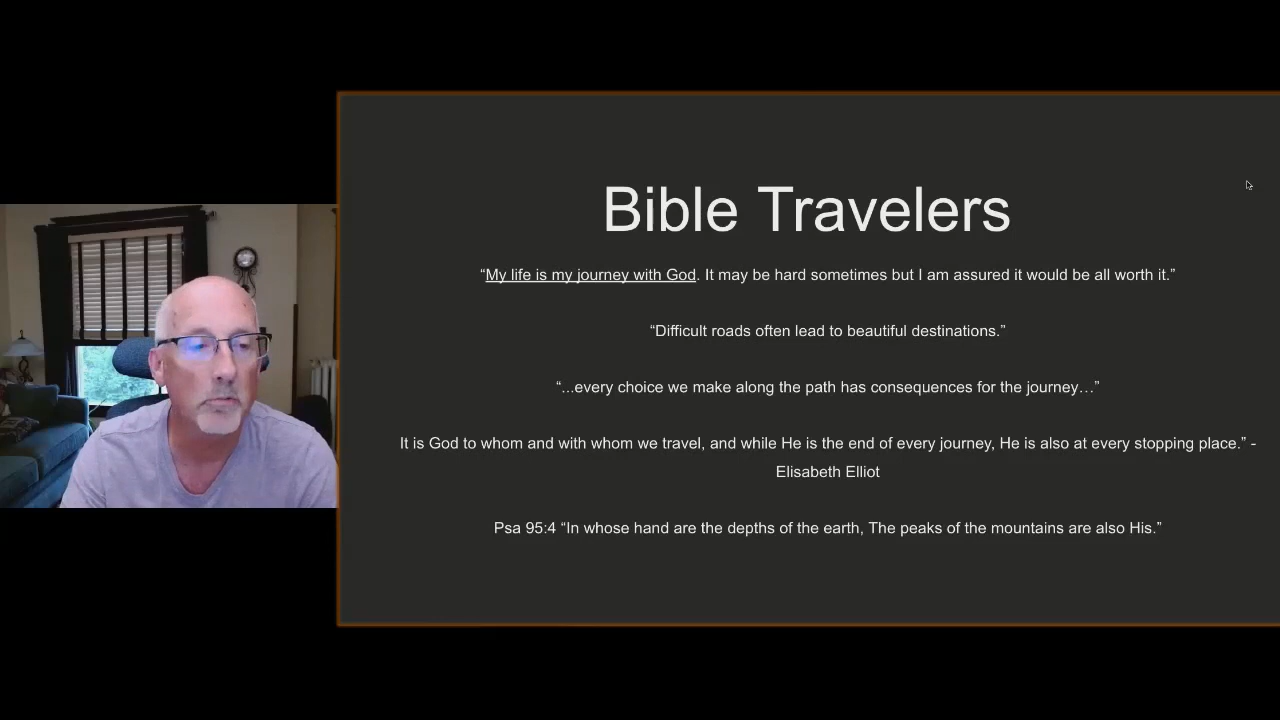 Bible Travelers
“My life is my journey with God. It may be hard sometimes but I am assured it would be all worth it.”
“Difficult roads often lead to beautiful destinations.”
“...every choice we make along the path has consequences for the journey…”
It is God to whom and with whom we travel, and while He is the end of every journey, He is also at every stopping place.” -
Elisabeth Elliot
Psa 95:4 “In whose hand are the depths of the earth, The peaks of the mountains are also His.”